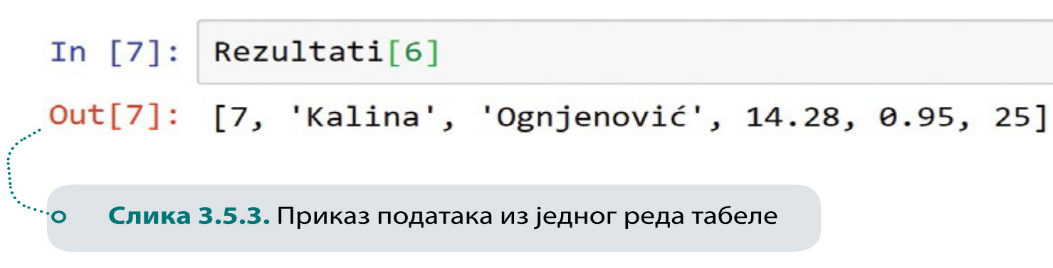 In [7]: Rezultati[6]
Out[7]: [7, 'Kalina', 'Ognjenović', 14.28, 0.95, 25]
Слика 3.5.3. Приказ података из једног реда табеле